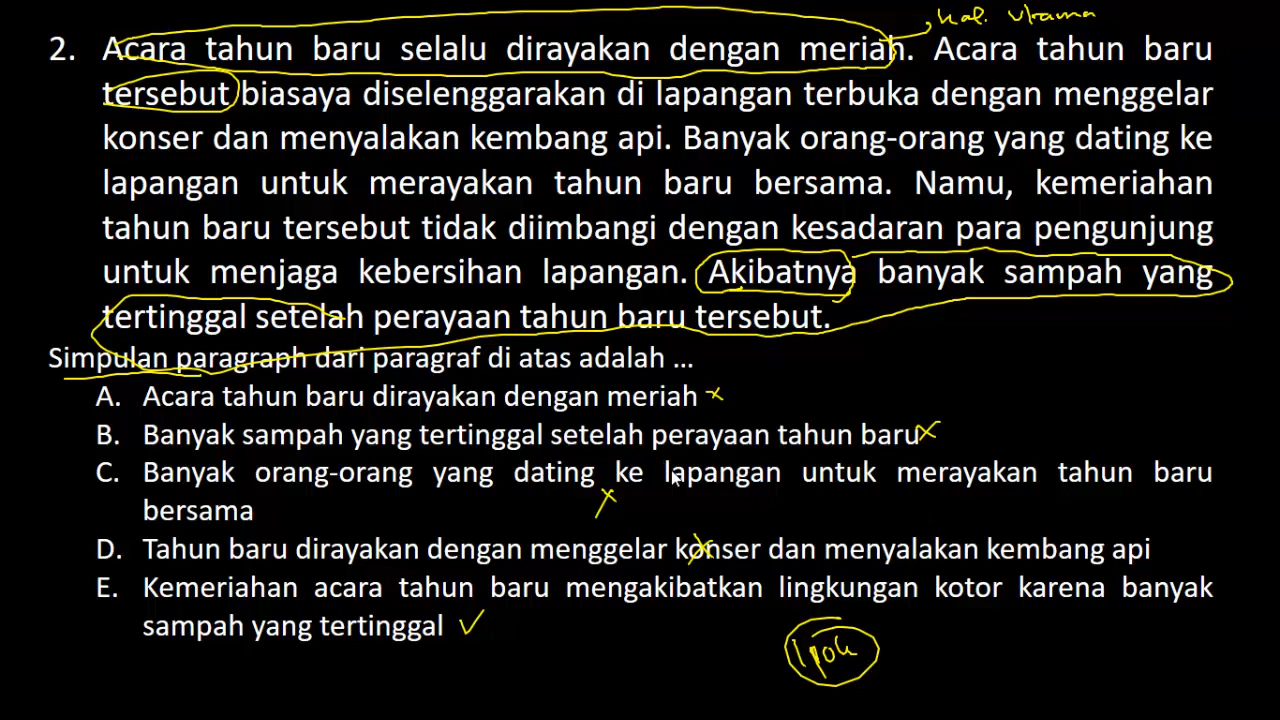 , kal. utama
2. Acara tahun baru selalu dirayakan dengan meriah. Acara tahun baru
tersebut biasaya diselenggarakan di lapangan terbuka dengan menggelar
konser dan menyalakan kembang api. Banyak orang-orang yang dating ke
lapangan untuk merayakan tahun baru bersama. Namu, kemeriahan
tahun baru tersebut tidak diimbangi dengan kesadaran para pengunjung
untuk menjaga kebersihan lapangan. Akibatnya banyak sampah yang
tertinggal setelah perayaan tahun baru tersebut.
Simpulan paragraph dari paragraf di atas adalah ...
A. Acara tahun baru dirayakan dengan meriah
B. Banyak sampah yang tertinggal setelah perayaan tahun baru
C. Banyak orang-orang yang dating ke lapangan untuk merayakan tahun baru
bersama
D. Tahun baru dirayakan dengan menggelar konser dan menyalakan kembang api
E. Kemeriahan acara tahun baru mengakibatkan lingkungan kotor karena banyak
sampah yang tertinggal